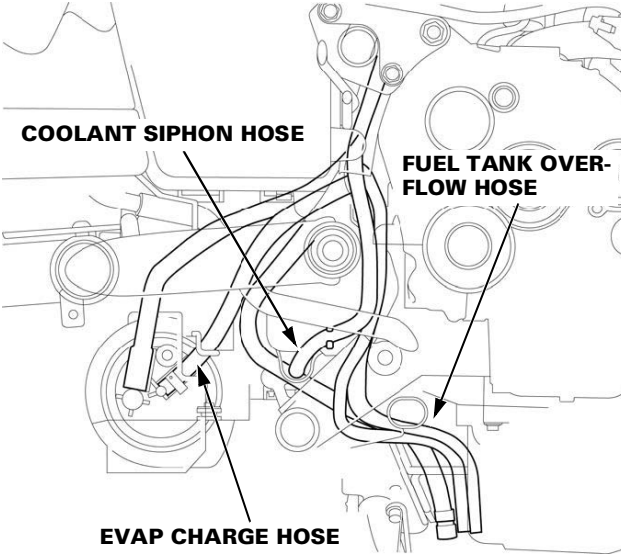 COOLANT SIPHON HOSE
FUEL TANK OVER-
FLOW HOSE
EVAP CHARGE HOSE